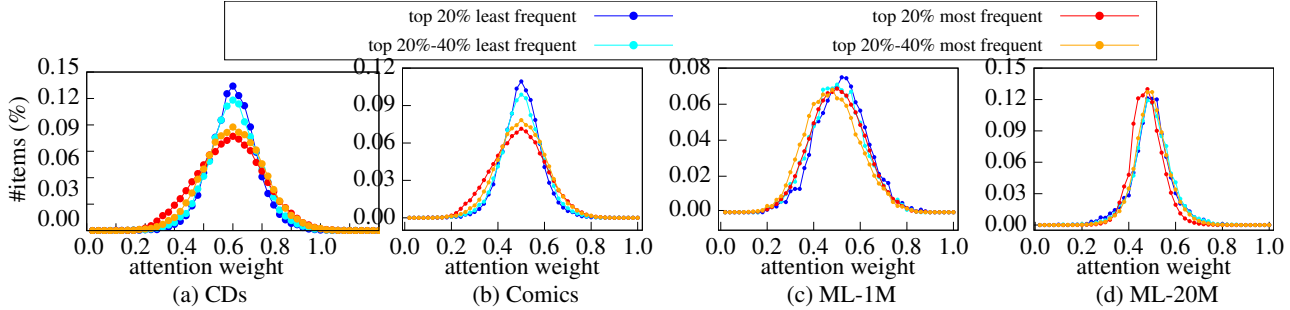 top 20% least frequent
top 20% most frequent
top 20%-40% least frequent
top 20%-40% most frequent
#items (%)
0.15
0.12
0.09
0.06
0.03
0.00
0.0 0.2 0.4 0.6 0.8 1.0
attention weight
(a) CDs
0.12
0.09
0.06
0.03
0.00
0.0 0.2 0.4 0.6 0.8 1.0
attention weight
(b) Comics
0.08
0.06
0.04
0.02
0.00
0.0 0.2 0.4 0.6 0.8 1.0
attention weight
(c) ML-1M
0.15
0.12
0.09
0.06
0.03
0.00
0.0 0.2 0.4 0.6 0.8 1.0
attention weight
(d) ML-20M